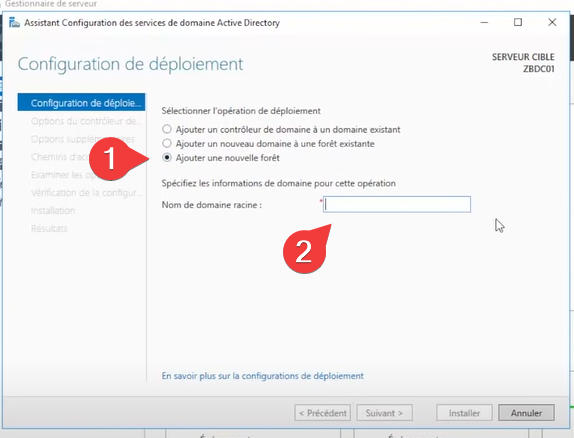 Gestionnaire de serveur
Assistant Configuration des services de domaine Active Directory
Configuration de déploiement
SERVEUR CIBLE
ZBDC01
Configuration de déploie...
Options du contrôleur de...
Options supplémentaires
Chemins d'ac
Examiner les op
Vérification de la configur...
Installation
Résultats
Sélectionner l'opération de déploiement
Ajouter un contrôleur de domaine à un domaine existant
Ajouter un nouveau domaine à une forêt existante
Ajouter une nouvelle forêt
1
Spécifiez les informations de domaine pour cette opération
Nom de domaine racine : *
2
En savoir plus sur la configurations de déploiement
< Précédent Suivant > Installer Annuler